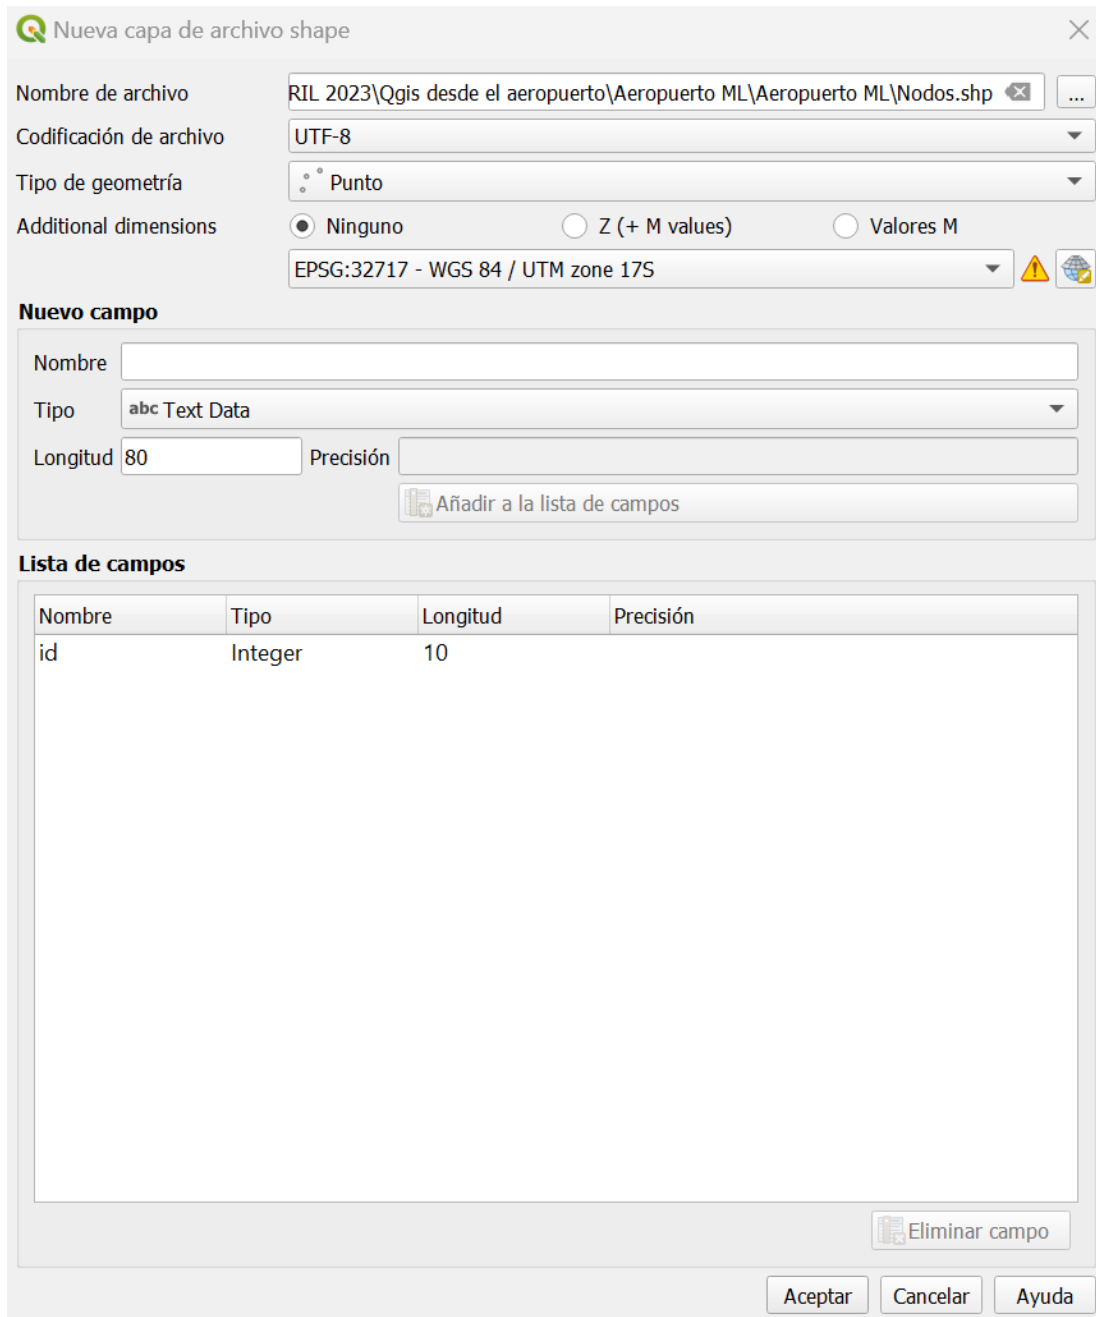 Nueva capa de archivo shape
Nombre de archivo RIL 2023\Qgis desde el aeropuerto\Aeropuerto ML\Aeropuerto ML\Nodos.shp ...
Codificación de archivo UTF-8
Tipo de geometría Punto
Additional dimensions Ninguno Z (+ M values) Valores M
EPSG:32717 - WGS 84 / UTM zone 17S
Nuevo campo
Nombre
Tipo abc Text Data
Longitud 80 Precisión
Añadir a la lista de campos
Lista de campos
Nombre Tipo Longitud Precisión
id Integer 10
Eliminar campo
Aceptar Cancelar Ayuda